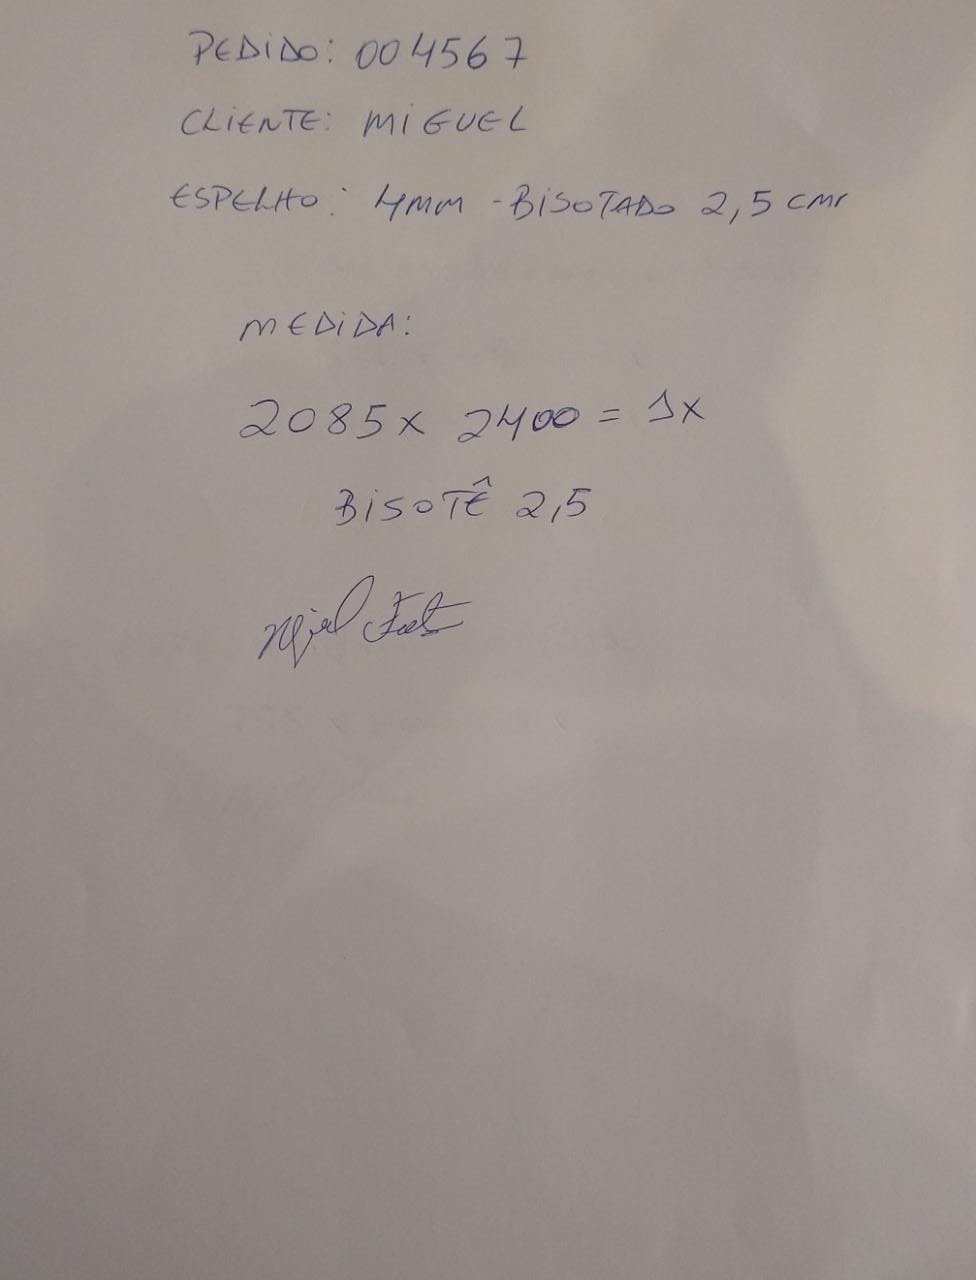 PEDIDO: 004567
CLIENTE: MIGUEL
ESPELHO: 4MM - BISOTADO 2,5 CM
MEDIDA:
2085 x 2400 = 1x
BISOTÊ 2,5